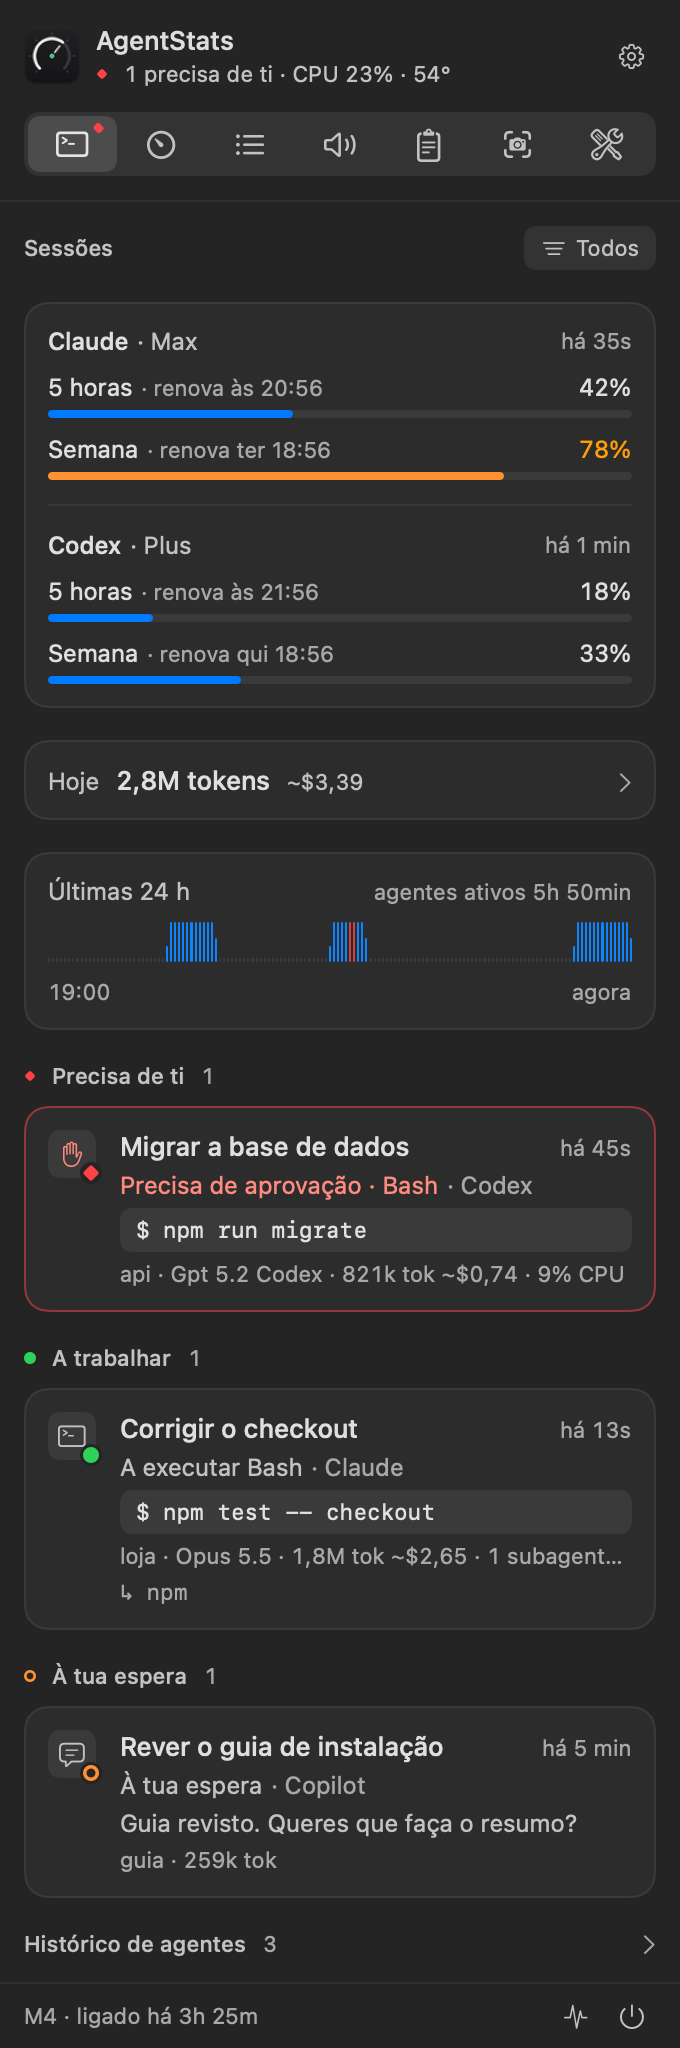 AgentStats
1 precisa de ti · CPU 23% · 54°
Sessões
Todos
Claude · Max há 35s
5 horas · renova às 20:56 42%
Semana · renova ter 18:56 78%
Codex · Plus há 1 min
5 horas · renova às 21:56 18%
Semana · renova qui 18:56 33%
Hoje 2,8M tokens ~$3,39
Últimas 24 h agentes ativos 5h 50min
19:00 agora
Precisa de ti 1
Migrar a base de dados há 45s
Precisa de aprovação · Bash · Codex
$ npm run migrate
api · Gpt 5.2 Codex · 821k tok ~$0,74 · 9% CPU
A trabalhar 1
Corrigir o checkout há 13s
A executar Bash · Claude
$ npm test -- checkout
loja · Opus 5.5 · 1,8M tok ~$2,65 · 1 subagent...
↳ npm
À tua espera 1
Rever o guia de instalação há 5 min
À tua espera · Copilot
Guia revisto. Queres que faça o resumo?
guia · 259k tok
Histórico de agentes 3
M4 · ligado há 3h 25m